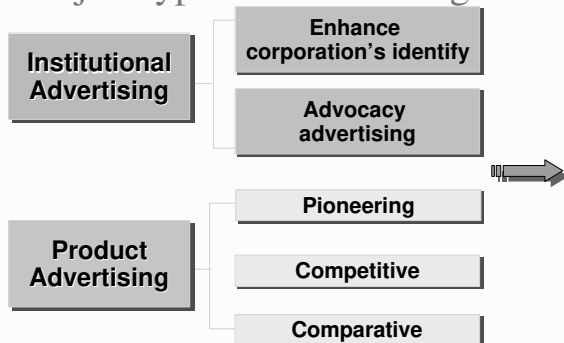 Institutional
Advertising
Enhance
corporation's identify
Advocacy
advertising
Product
Advertising
Pioneering
Competitive
Comparative